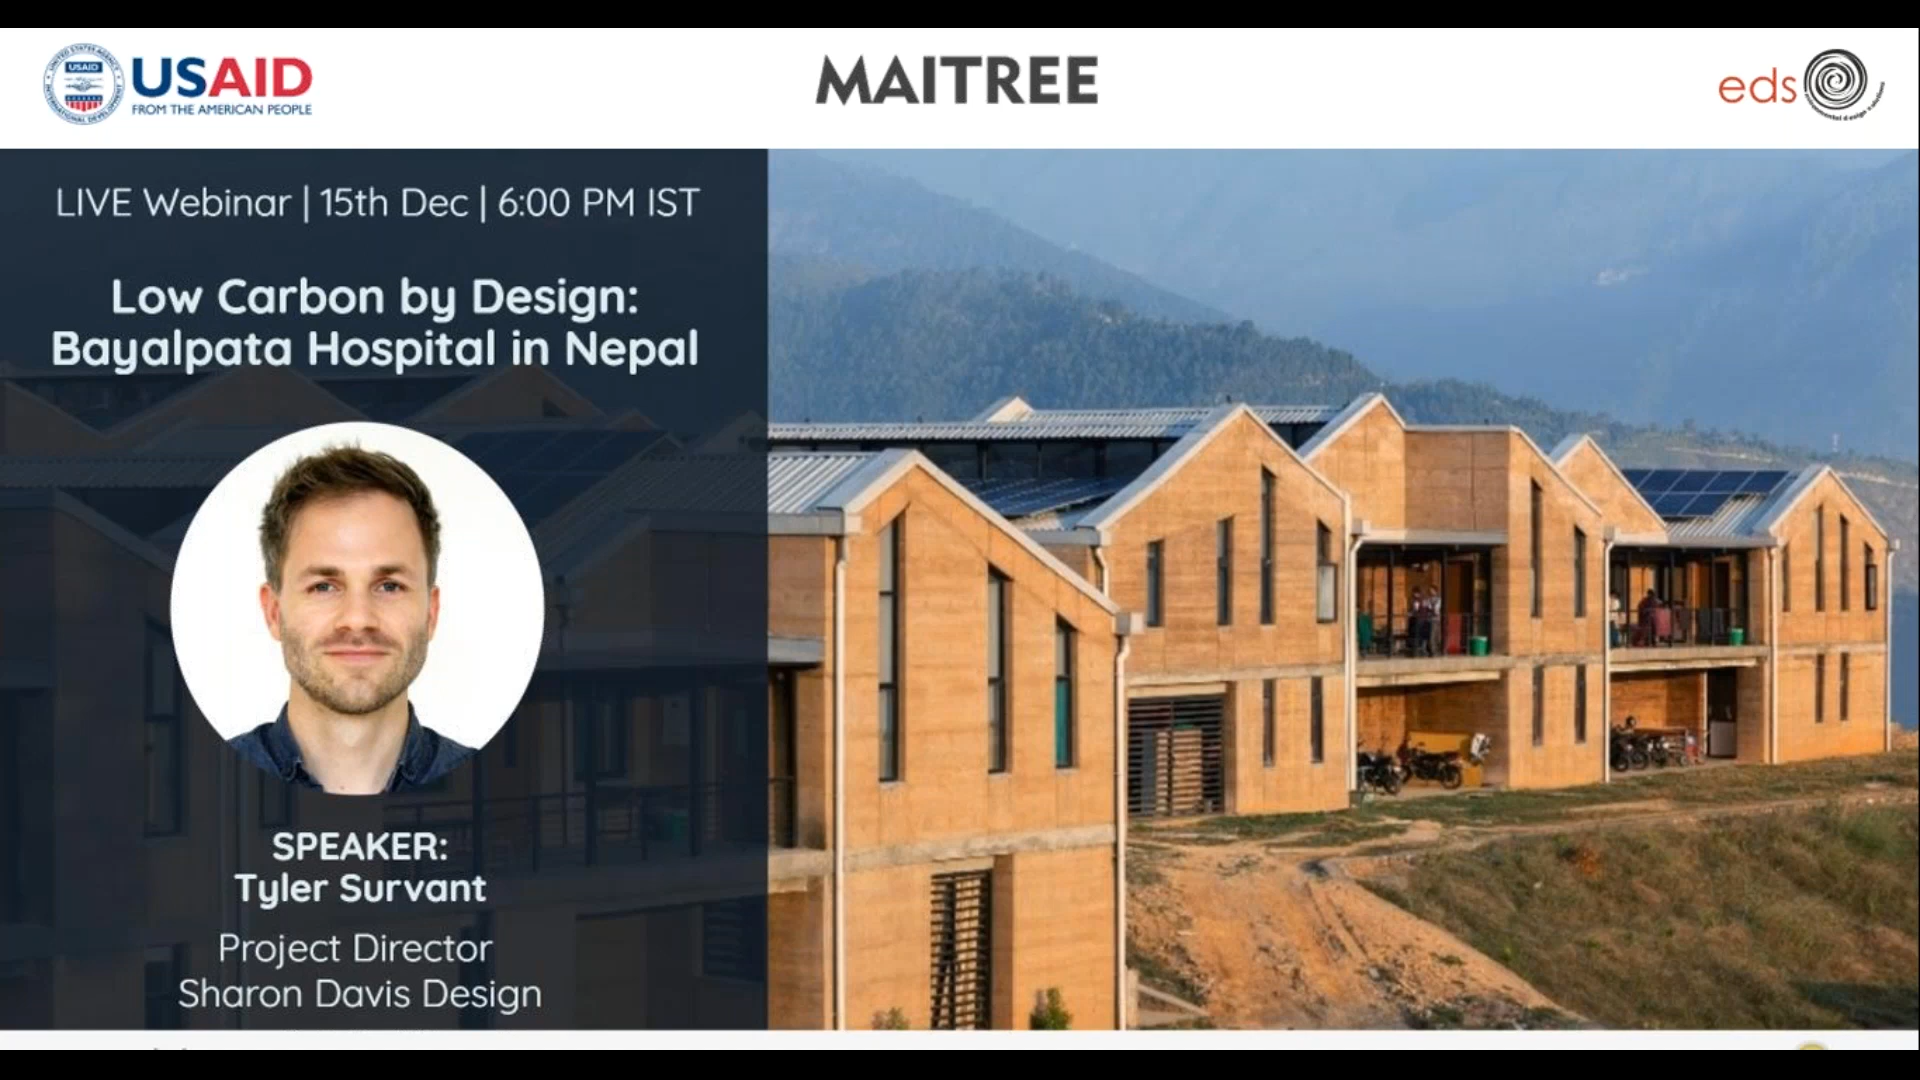 USAID
FROM THE AMERICAN PEOPLE
MAITREE
eds
LIVE Webinar | 15th Dec | 6:00 PM IST
Low Carbon by Design:
Bayalpata Hospital in Nepal
SPEAKER:
Tyler Survant
Project Director
Sharon Davis Design